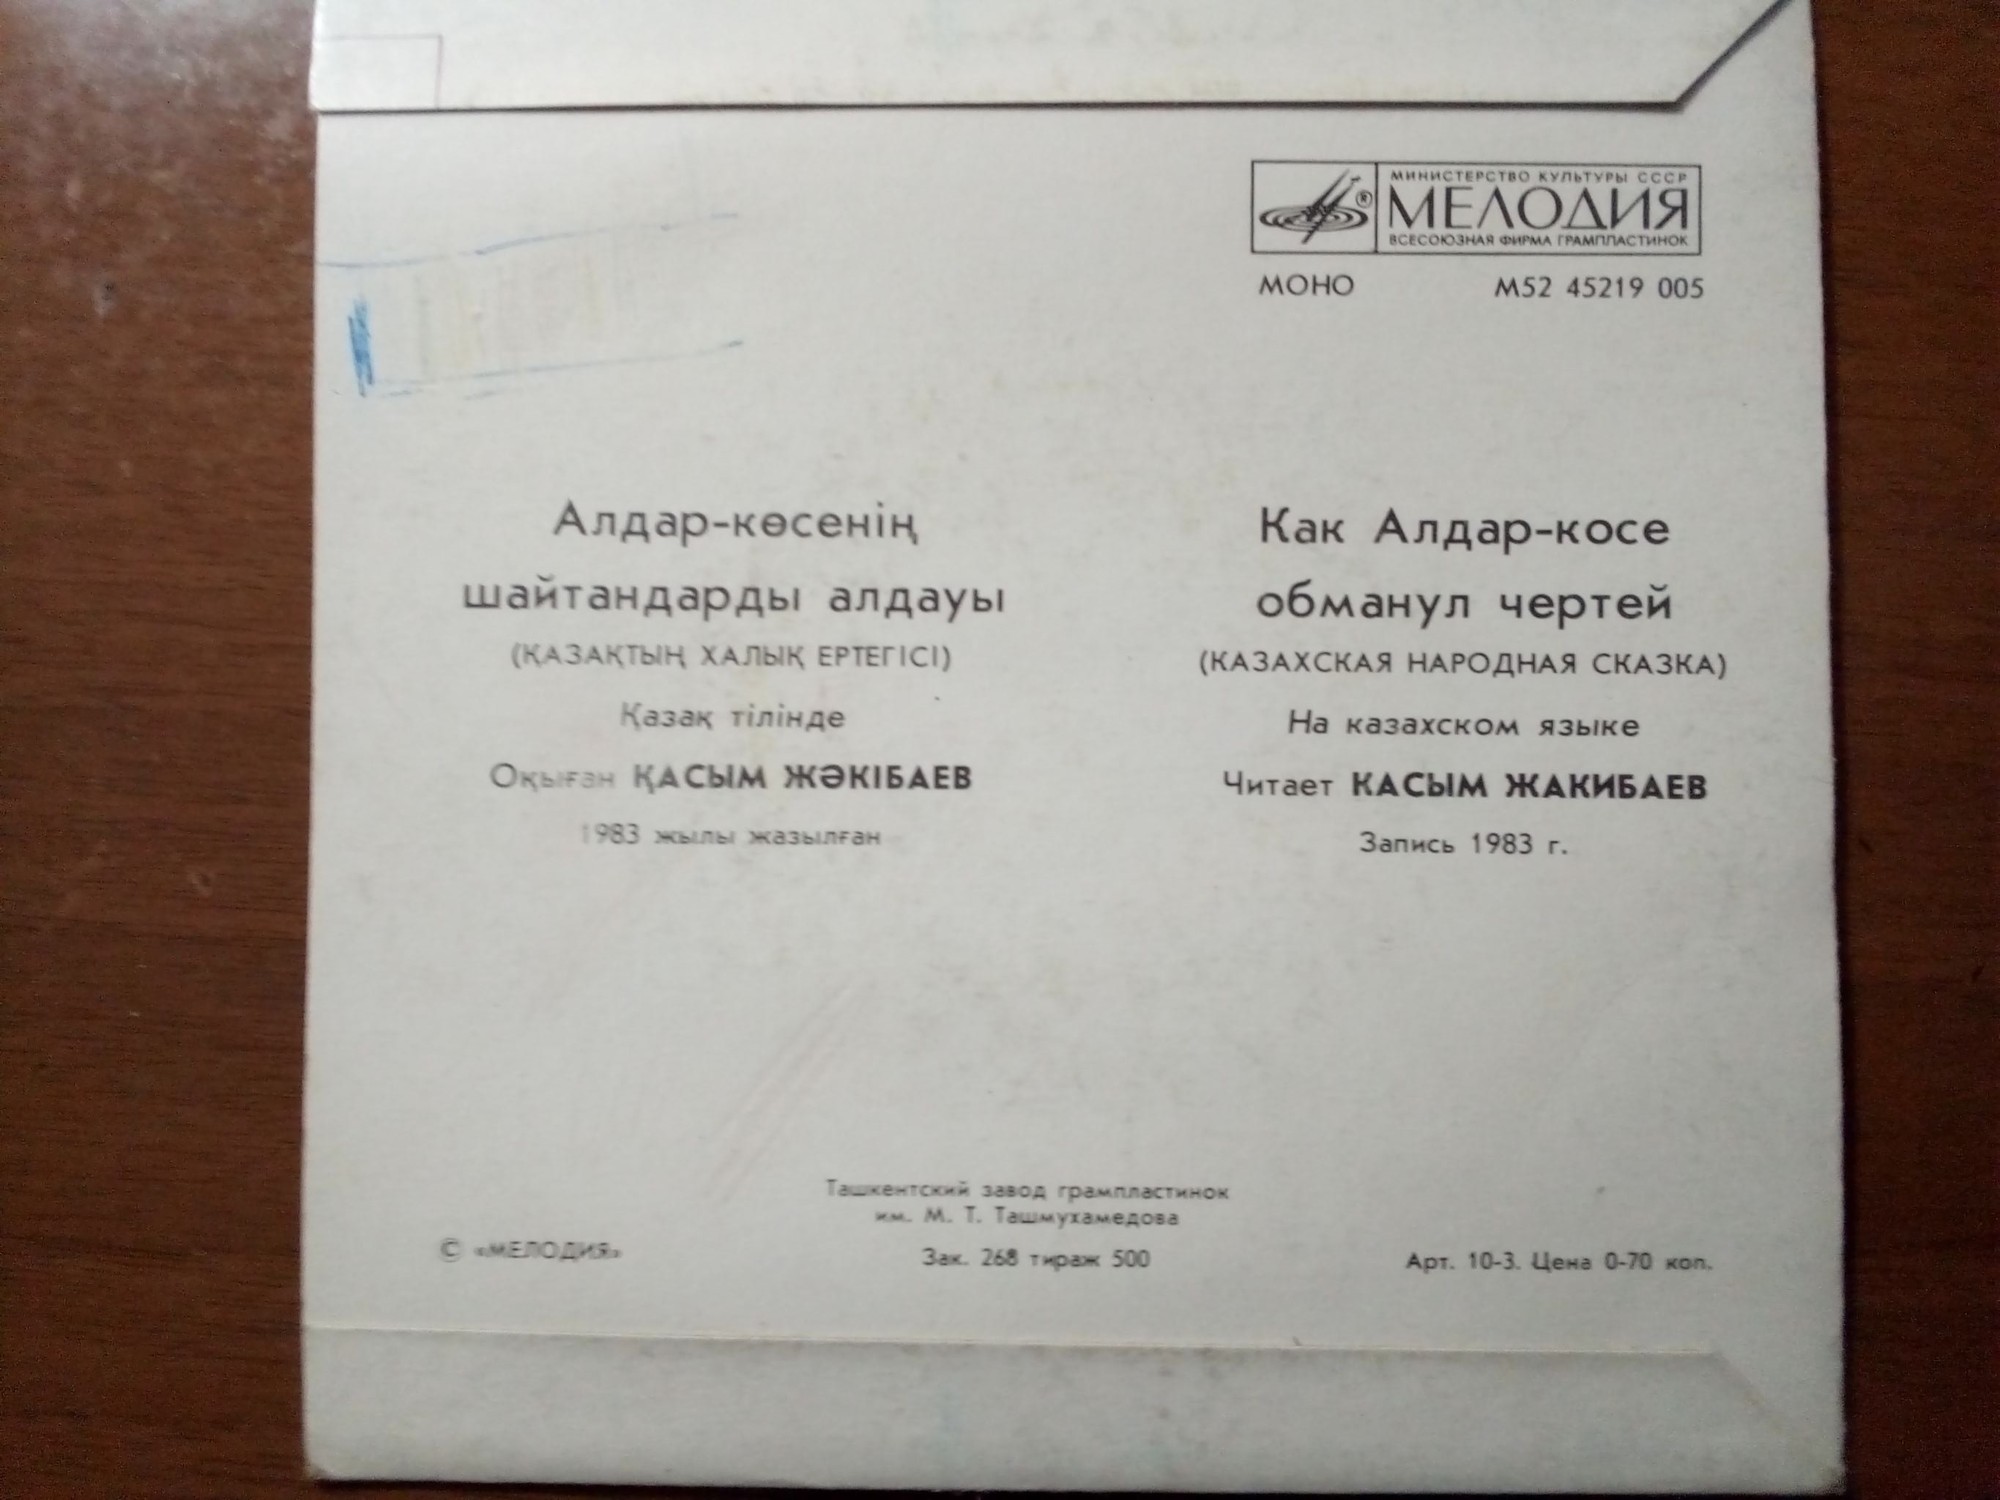 МИНИСТЕРСТВО КУЛЬТУРЫ СССР
МЕЛОДИЯ
ВСЕСОЮЗНАЯ ФИРМА ГРАМПЛАСТИНОК
МОНО М52 45219 005
Алдар-көсенің
шайтандарды алдауы
(ҚАЗАҚТЫҢ ХАЛЫҚ ЕРТЕГІСІ)
Қазақ тілінде
Оқыған ҚАСЫМ ЖӘКІБАЕВ
1983 жылы жазылған
Как Алдар-косе
обманул чертей
(КАЗАХСКАЯ НАРОДНАЯ СКАЗКА)
На казахском языке
Читает КАСЫМ ЖАКИБАЕВ
Запись 1983 г.
Ташкентский завод грампластинок
им. М. Т. Ташмухамедова
© «МЕЛОДИЯ» Зак. 268 тираж 500 Арт. 10-3. Цена 0-70 коп.